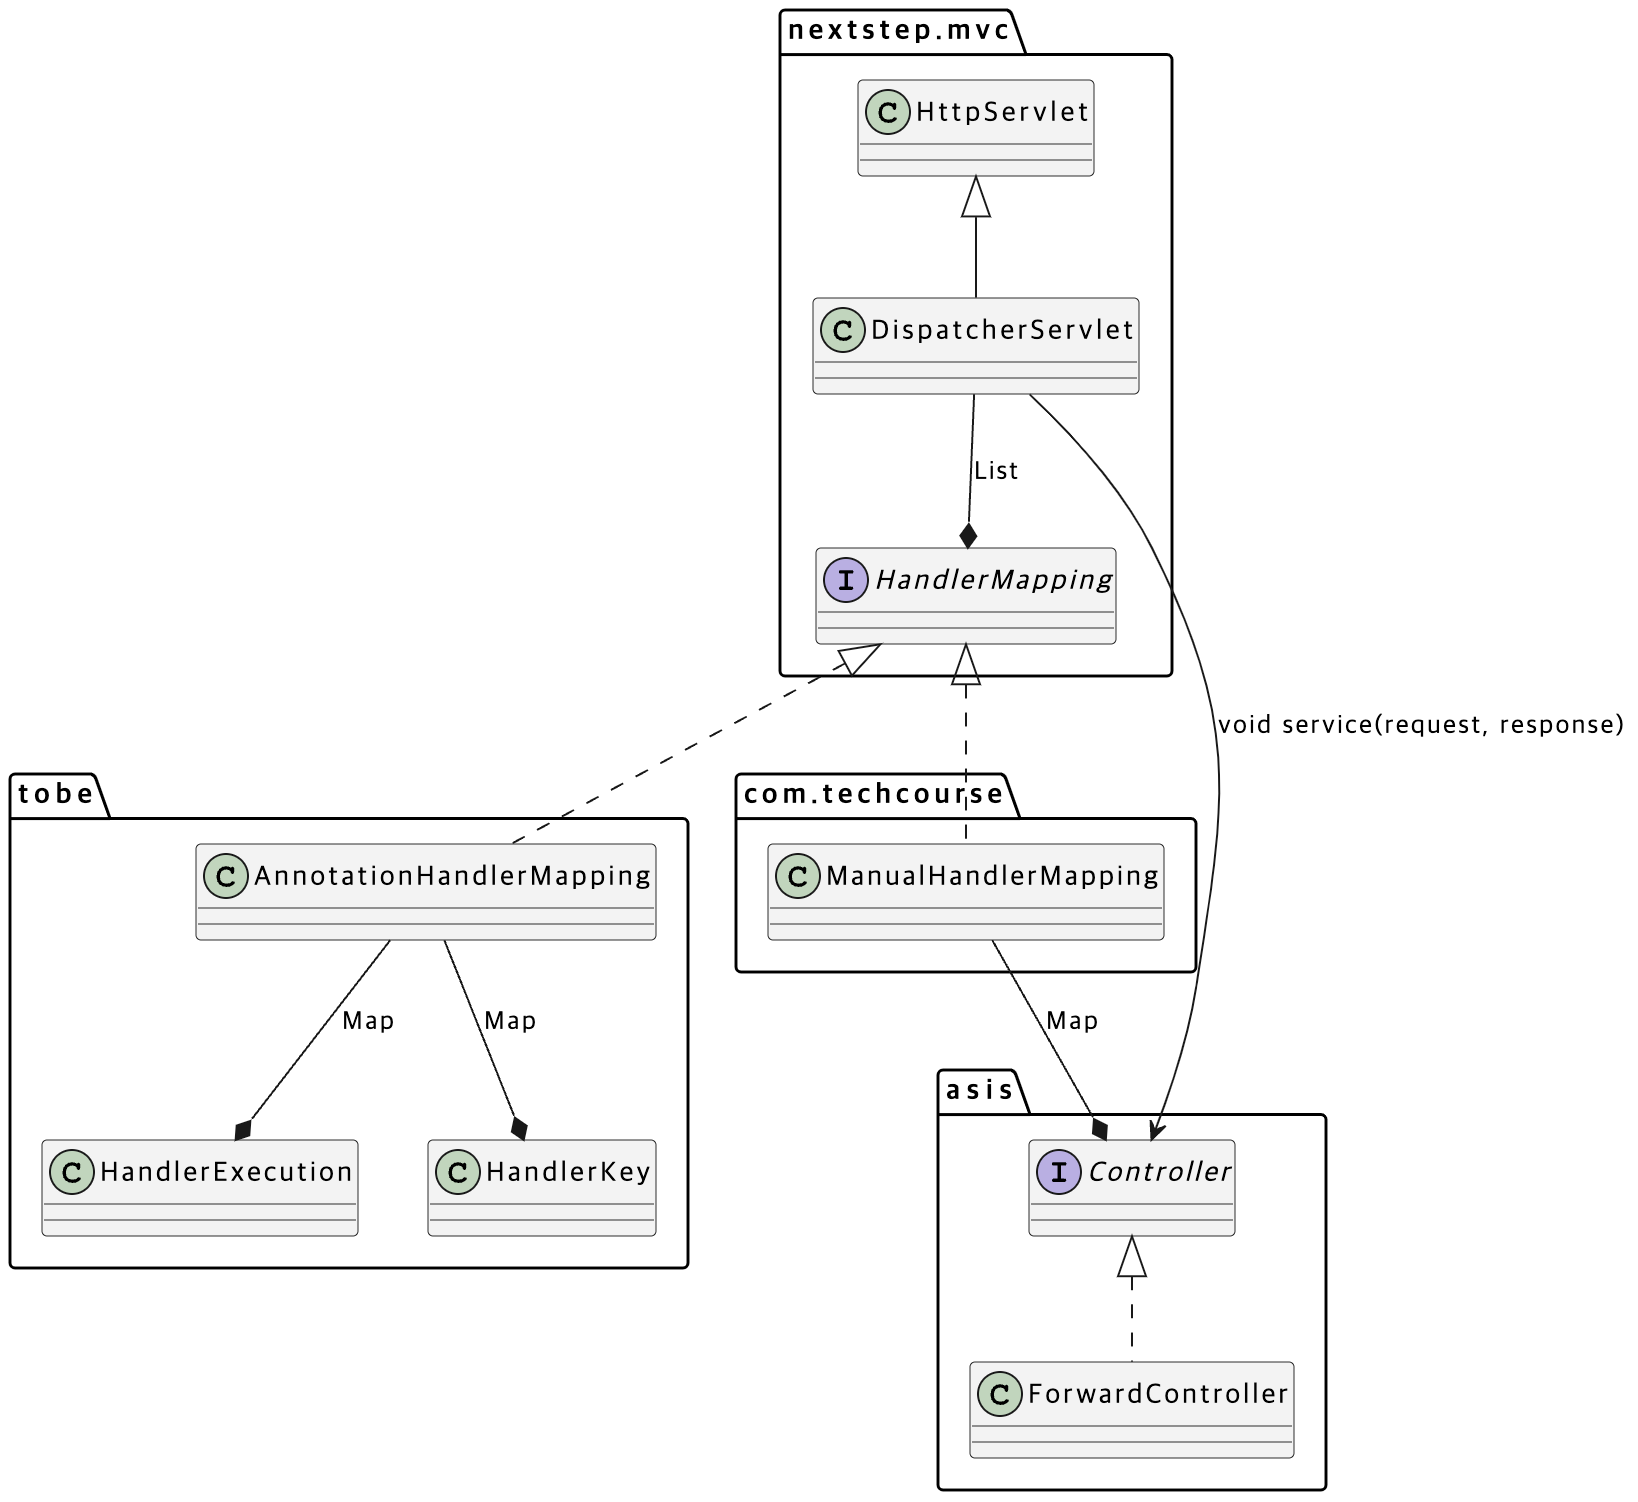 nextstep.mvc
C HttpServlet
C DispatcherServlet
List
I HandlerMapping
void service(request, response)
tobe
com.techcourse
C AnnotationHandlerMapping
C ManualHandlerMapping
Map
Map
Map
asis
C HandlerExecution
C HandlerKey
I Controller
C ForwardController